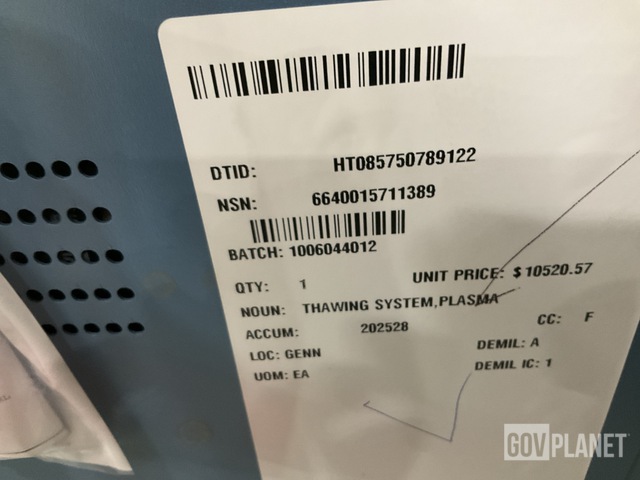 DTID: HT085750789122
NSN: 6640015711389
BATCH: 1006044012
QTY: 1 UNIT PRICE: $ 10520.57
NOUN: THAWING SYSTEM,PLASMA
ACCUM: 202528 CC: F
LOC: GENN DEMIL: A
UOM: EA DEMIL IC: 1
GOVPLANET